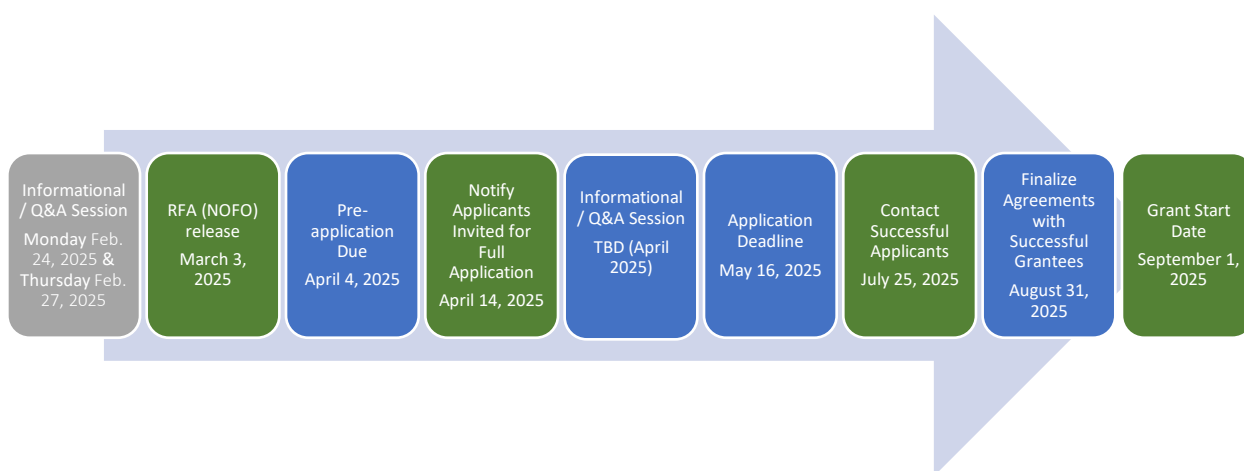 Informational
/ Q&A Session
Monday Feb.
24, 2025 &
Thursday Feb.
27, 2025
RFA (NOFO)
release
March 3,
2025
Pre-
application
Due
April 4, 2025
Notify
Applicants
Invited for
Full
Application
April 14, 2025
Informational
/ Q&A Session
TBD (April
2025)
Application
Deadline
May 16, 2025
Contact
Successful
Applicants
July 25, 2025
Finalize
Agreements
with
Successful
Grantees
August 31,
2025
Grant Start
Date
September 1,
2025